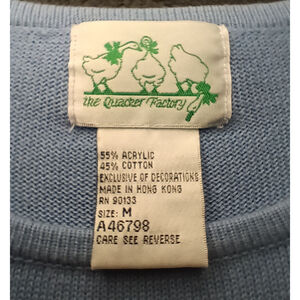 the Quacker Factory
55% ACRYLIC
45% COTTON
EXCLUSIVE OF DECORATIONS
MADE IN HONG KONG
RN 90133
SIZE: M
A46798
CARE SEE REVERSE